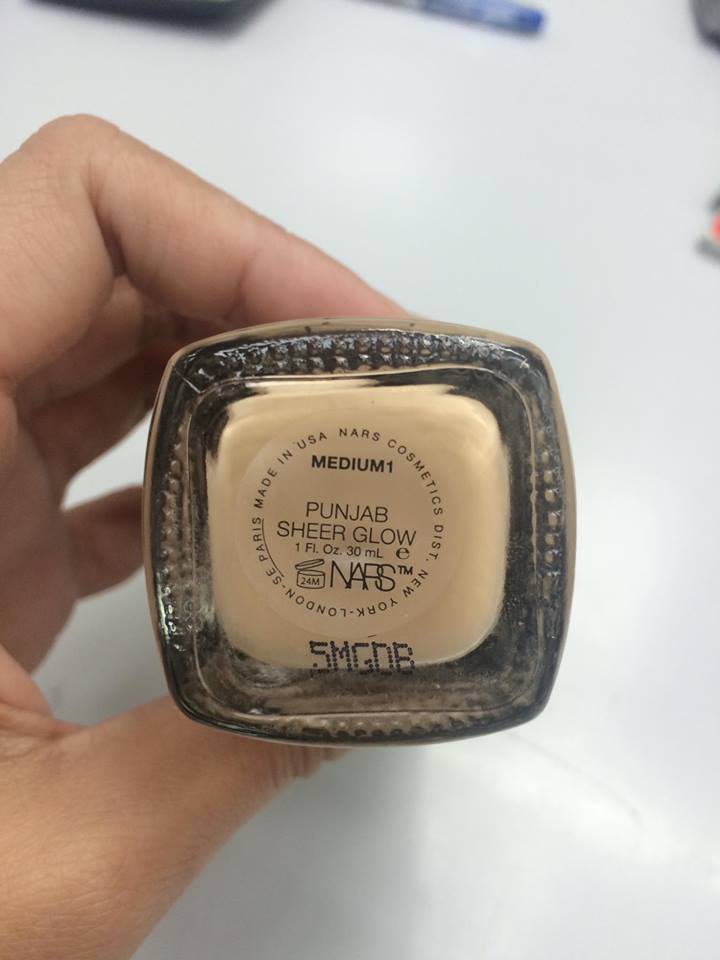 MADE IN USA NARS COSMETICS DIST. NEW YORK-LONDON-SE PARIS
MEDIUM1
PUNJAB
SHEER GLOW
1 Fl. Oz. 30 mL ℮
24M NARS™
5MGDB